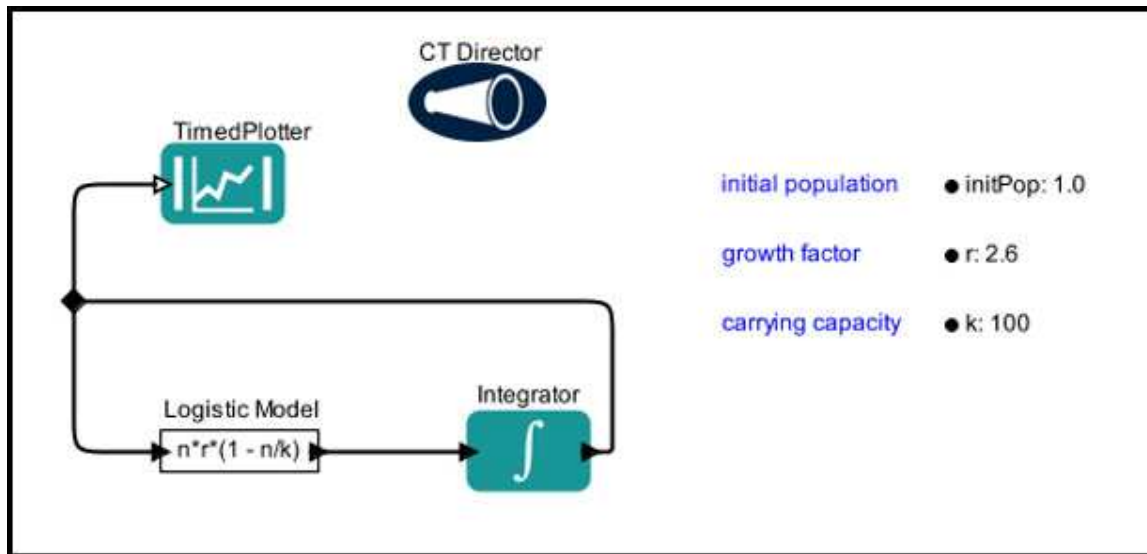 CT Director
TimedPlotter
initial population
initPop: 1.0
growth factor
r: 2.6
carrying capacity
k: 100
Logistic Model
n*r*(1 - n/k)
Integrator
∫